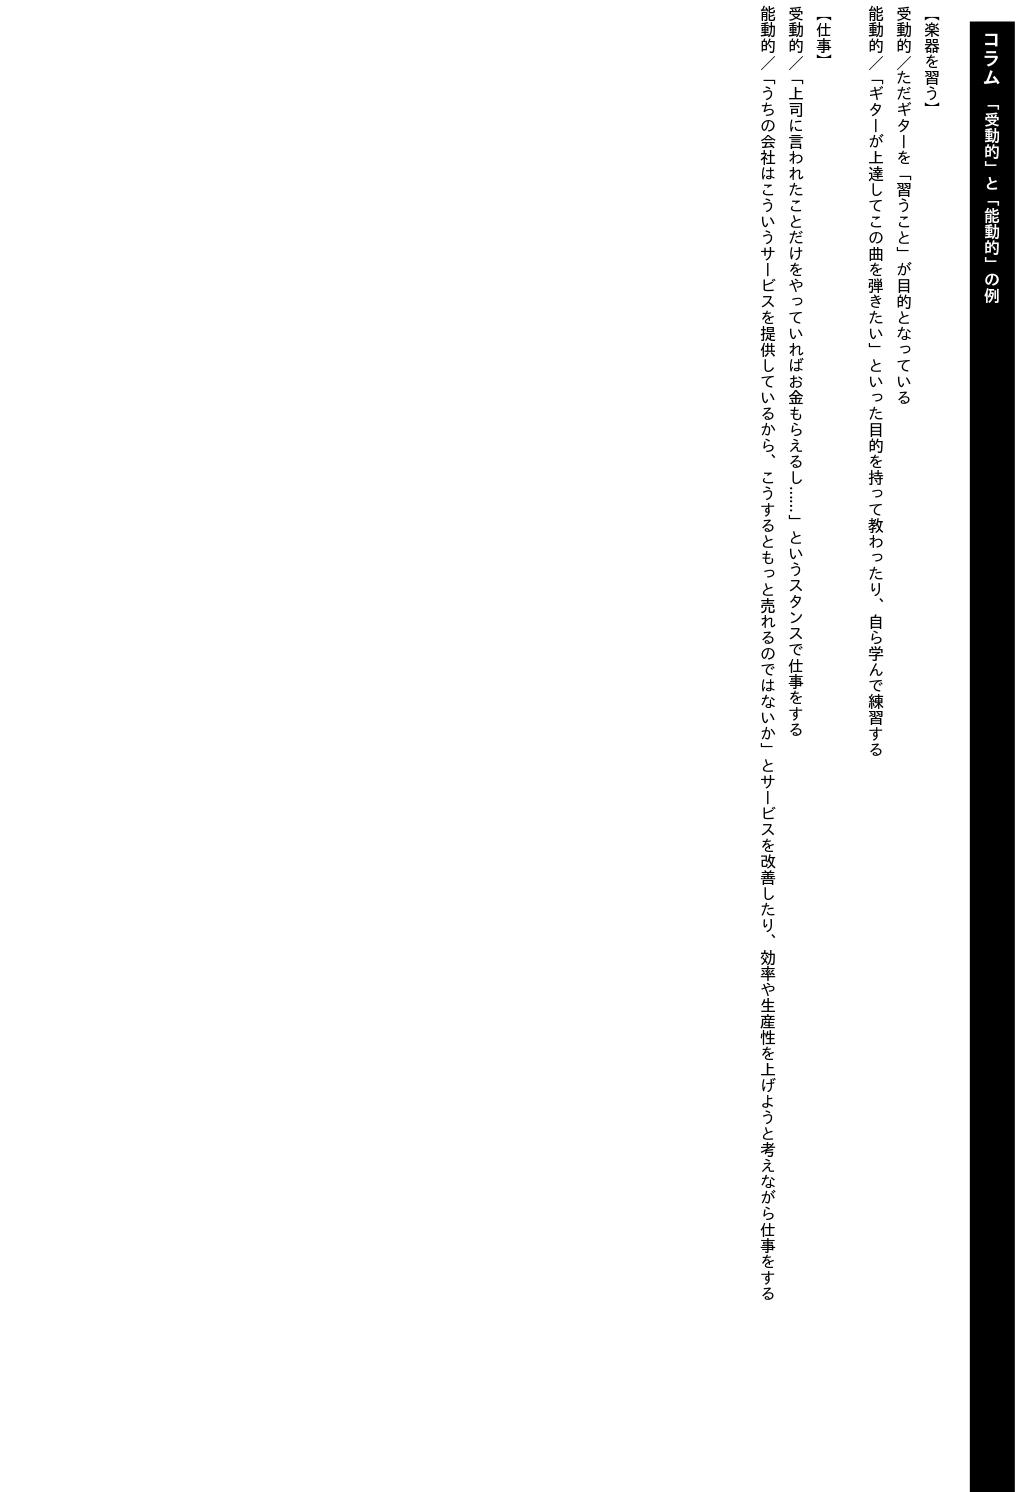 コラム 「受動的」と「能動的」の例
【楽器を習う】
受動的／ただギターを「習うこと」が目的となっている
能動的／「ギターが上達してこの曲を弾きたい」といった目的を持って教わったり、自ら学んで練習する
【仕事】
受動的／「上司に言われたことだけをやっていればお金もらえるし……」というスタンスで仕事をする
能動的／「うちの会社はこういうサービスを提供しているから、こうするともっと売れるのではないか」とサービスを改善したり、効率や生産性を上げようと考えながら仕事をする